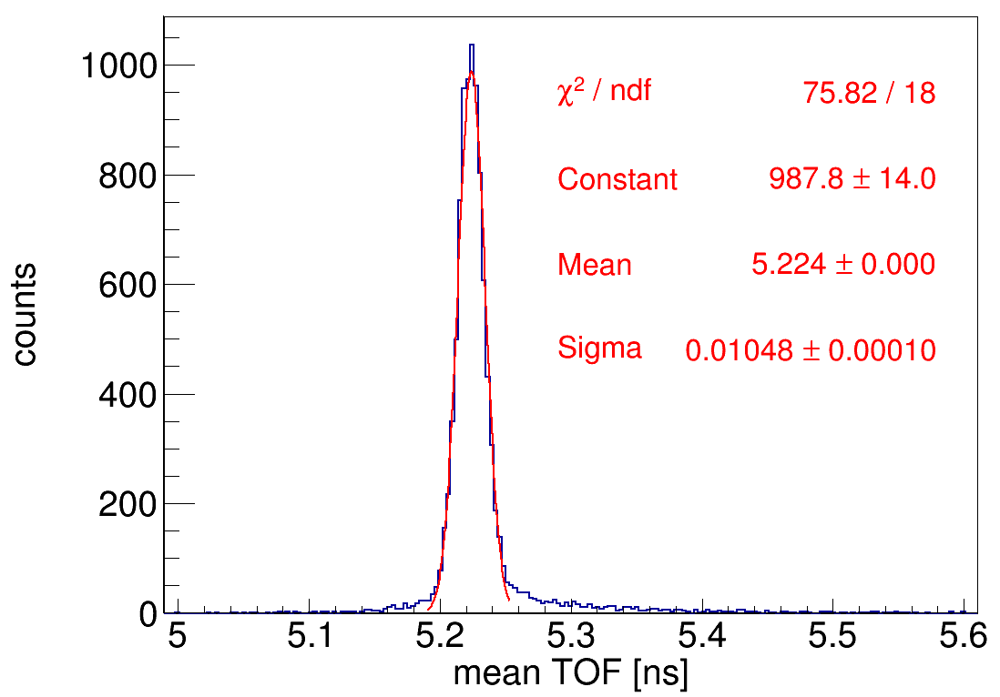 1000
800
600
400
200
0
counts
χ² / ndf 75.82 / 18
Constant 987.8 ± 14.0
Mean 5.224 ± 0.000
Sigma 0.01048 ± 0.00010
5 5.1 5.2 5.3 5.4 5.5 5.6
mean TOF [ns]